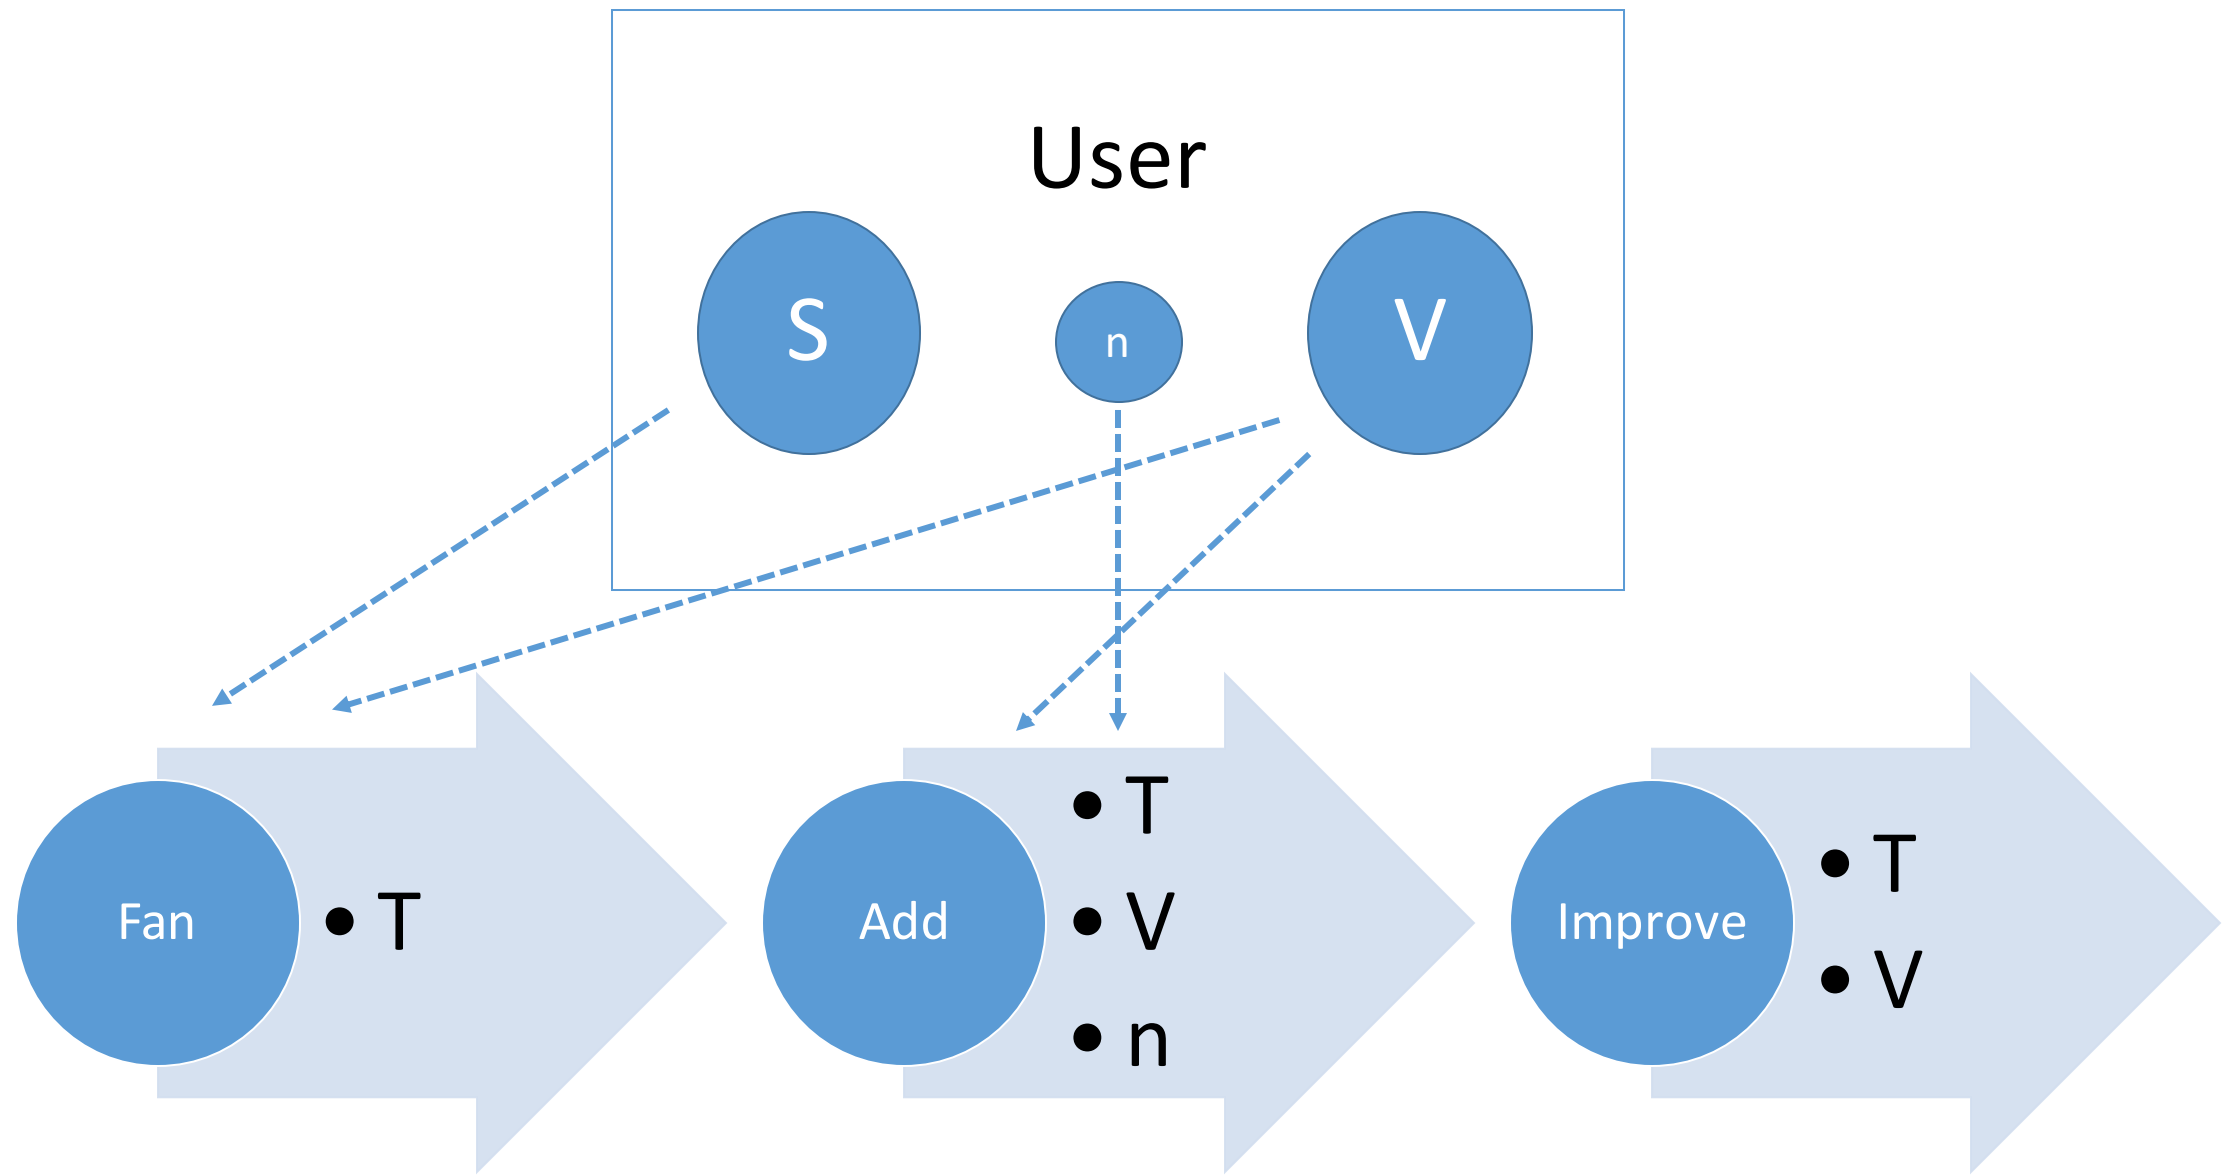 User
S
n
V
Fan
• T
Add
• T
• V
• n
Improve
• T
• V